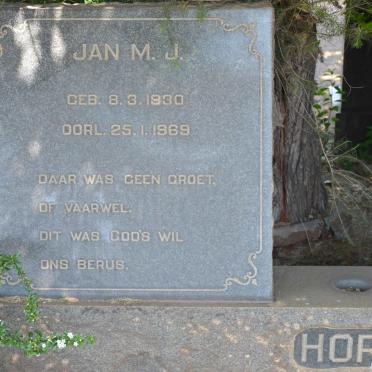 JAN M. J.
GEB. 8. 3. 1930
OORL. 25. 1. 1969
DAAR WAS GEEN GROET,
OF VAARWEL.
DIT WAS GOD'S WIL
ONS BERUS.
HOR